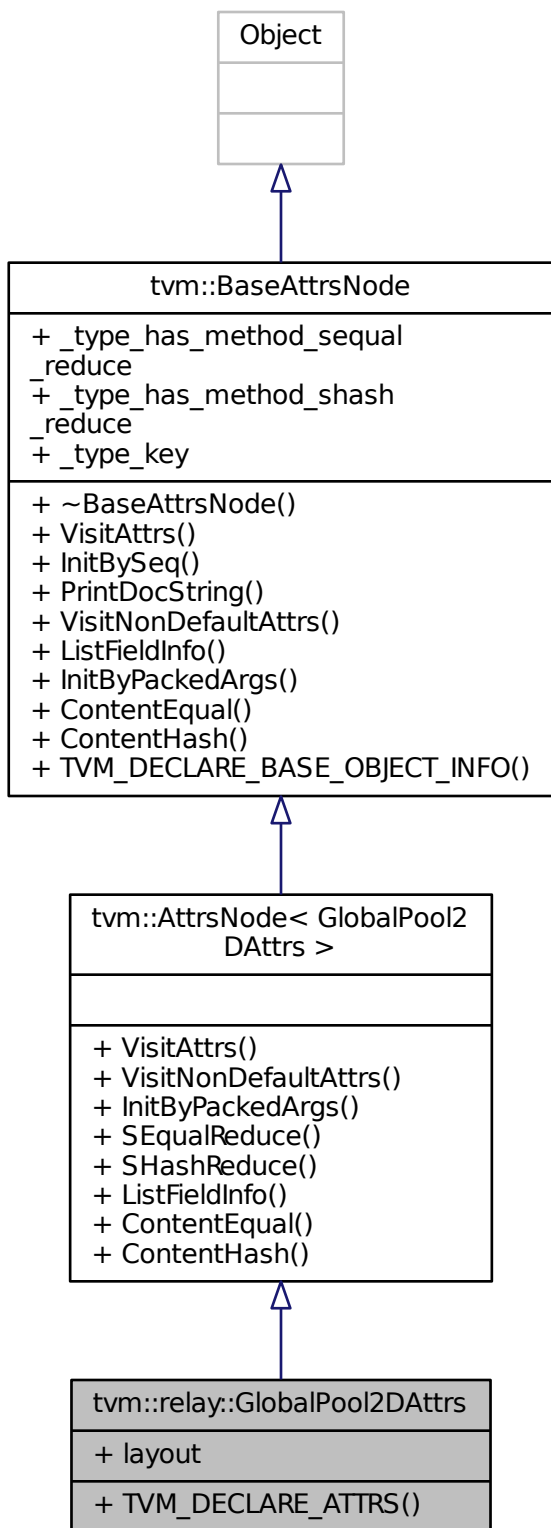 Object
tvm::BaseAttrsNode
+ _type_has_method_sequal
_reduce
+ _type_has_method_shash
_reduce
+ _type_key
+ ~BaseAttrsNode()
+ VisitAttrs()
+ InitBySeq()
+ PrintDocString()
+ VisitNonDefaultAttrs()
+ ListFieldInfo()
+ InitByPackedArgs()
+ ContentEqual()
+ ContentHash()
+ TVM_DECLARE_BASE_OBJECT_INFO()
tvm::AttrsNode< GlobalPool2
DAttrs >
+ VisitAttrs()
+ VisitNonDefaultAttrs()
+ InitByPackedArgs()
+ SEqualReduce()
+ SHashReduce()
+ ListFieldInfo()
+ ContentEqual()
+ ContentHash()
tvm::relay::GlobalPool2DAttrs
+ layout
+ TVM_DECLARE_ATTRS()